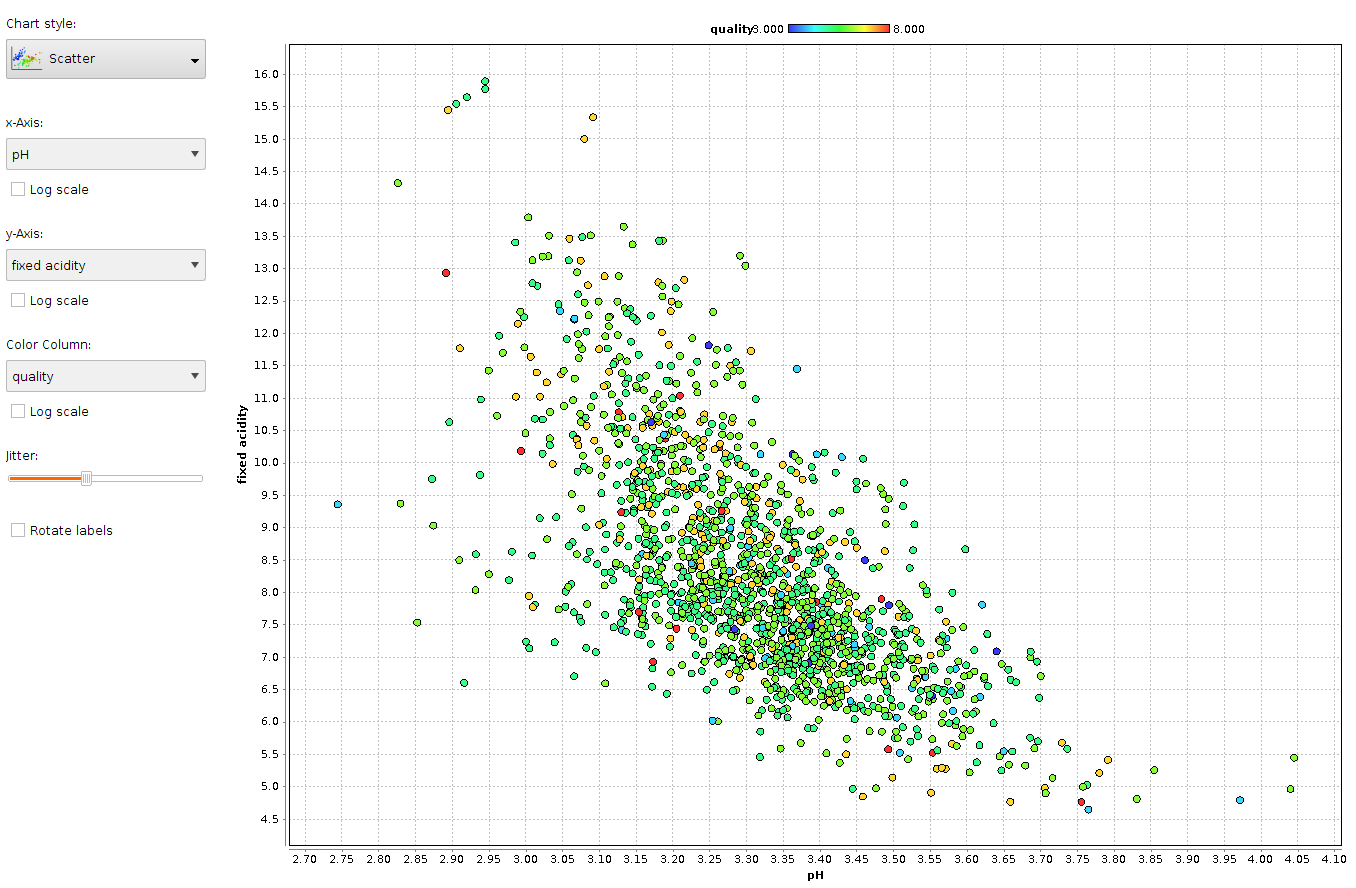 Chart style:
Scatter
x-Axis:
pH
Log scale
y-Axis:
fixed acidity
Log scale
Color Column:
quality
Log scale
Jitter:
Rotate labels
quality 3.000 8.000
fixed acidity
16.0
15.5
15.0
14.5
14.0
13.5
13.0
12.5
12.0
11.5
11.0
10.5
10.0
9.5
9.0
8.5
8.0
7.5
7.0
6.5
6.0
5.5
5.0
4.5
2.70 2.75 2.80 2.85 2.90 2.95 3.00 3.05 3.10 3.15 3.20 3.25 3.30 3.35 3.40 3.45 3.50 3.55 3.60 3.65 3.70 3.75 3.80 3.85 3.90 3.95 4.00 4.05 4.10
pH